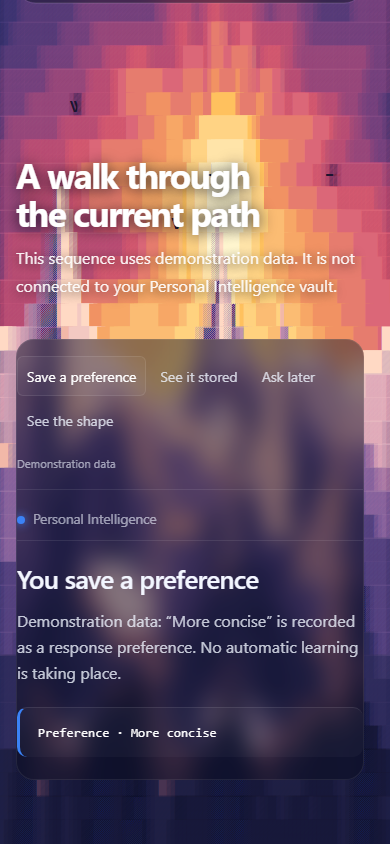 A walk through
the current path
This sequence uses demonstration data. It is not
connected to your Personal Intelligence vault.
Save a preference See it stored Ask later
See the shape
Demonstration data
Personal Intelligence
You save a preference
Demonstration data: “More concise” is recorded
as a response preference. No automatic learning
is taking place.
Preference · More concise